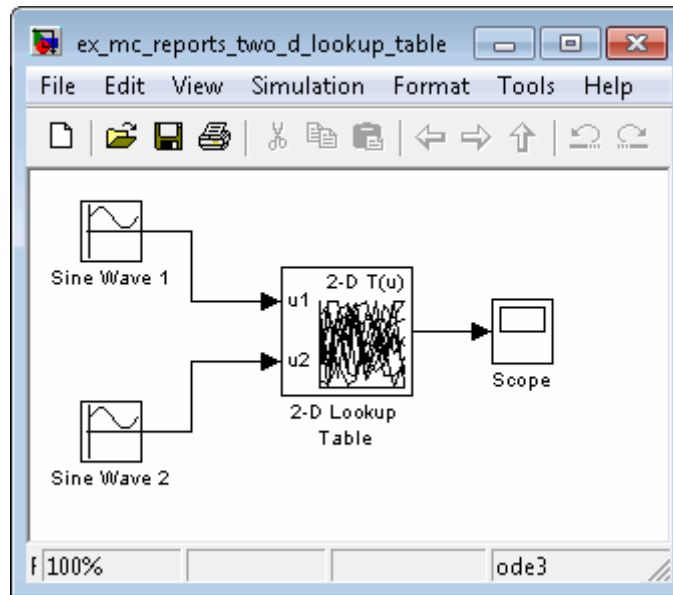 ex_mc_reports_two_d_lookup_table
File Edit View Simulation Format Tools Help
Sine Wave 1
2-D T(u)
u1
u2
2-D Lookup
Table
Scope
Sine Wave 2
100%
ode3